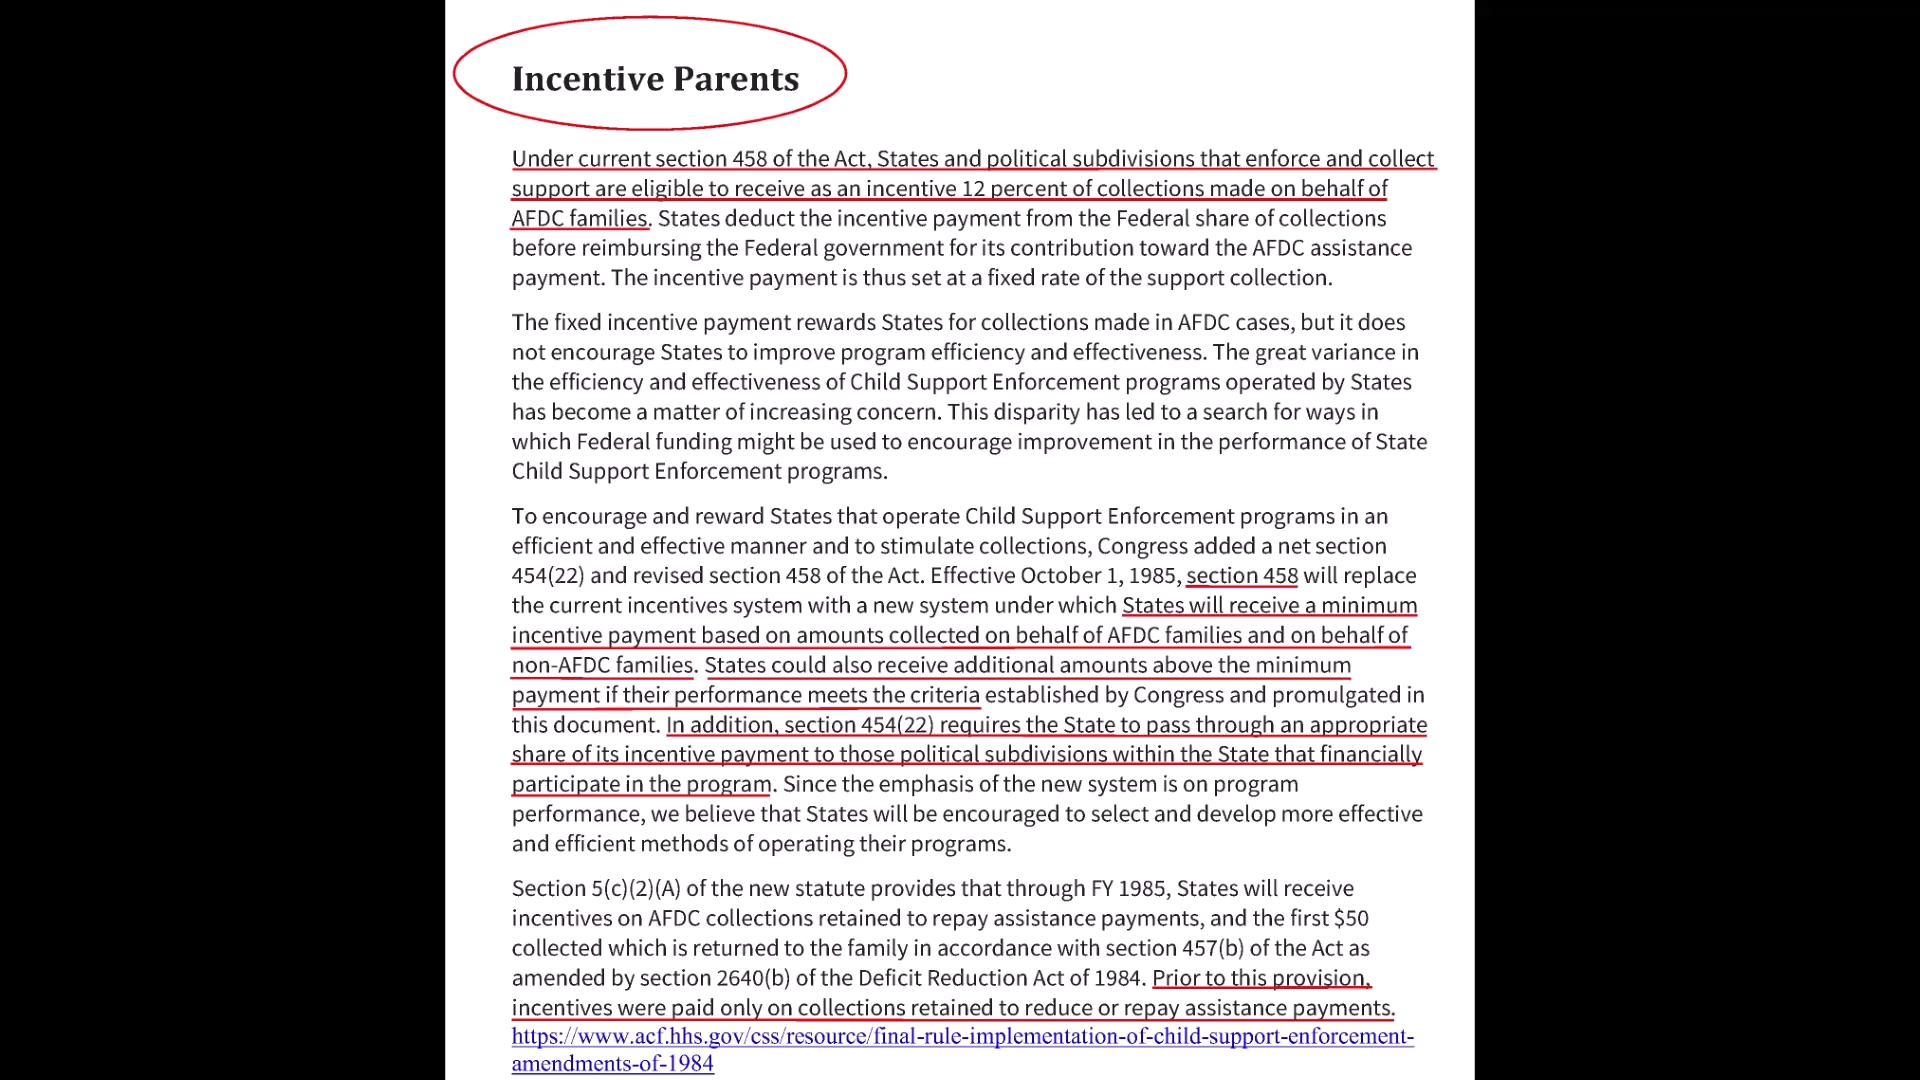 Incentive Parents
Under current section 458 of the Act, States and political subdivisions that enforce and collect
support are eligible to receive as an incentive 12 percent of collections made on behalf of
AFDC families. States deduct the incentive payment from the Federal share of collections
before reimbursing the Federal government for its contribution toward the AFDC assistance
payment. The incentive payment is thus set at a fixed rate of the support collection.
The fixed incentive payment rewards States for collections made in AFDC cases, but it does
not encourage States to improve program efficiency and effectiveness. The great variance in
the efficiency and effectiveness of Child Support Enforcement programs operated by States
has become a matter of increasing concern. This disparity has led to a search for ways in
which Federal funding might be used to encourage improvement in the performance of State
Child Support Enforcement programs.
To encourage and reward States that operate Child Support Enforcement programs in an
efficient and effective manner and to stimulate collections, Congress added a net section
454(22) and revised section 458 of the Act. Effective October 1, 1985, section 458 will replace
the current incentives system with a new system under which States will receive a minimum
incentive payment based on amounts collected on behalf of AFDC families and on behalf of
non-AFDC families. States could also receive additional amounts above the minimum
payment if their performance meets the criteria established by Congress and promulgated in
this document. In addition, section 454(22) requires the State to pass through an appropriate
share of its incentive payment to those political subdivisions within the State that financially
participate in the program. Since the emphasis of the new system is on program
performance, we believe that States will be encouraged to select and develop more effective
and efficient methods of operating their programs.
Section 5(c)(2)(A) of the new statute provides that through FY 1985, States will receive
incentives on AFDC collections retained to repay assistance payments, and the first $50
collected which is returned to the family in accordance with section 457(b) of the Act as
amended by section 2640(b) of the Deficit Reduction Act of 1984. Prior to this provision,
incentives were paid only on collections retained to reduce or repay assistance payments.
https://www.acf.hhs.gov/css/resource/final-rule-implementation-of-child-support-enforcement-
amendments-of-1984